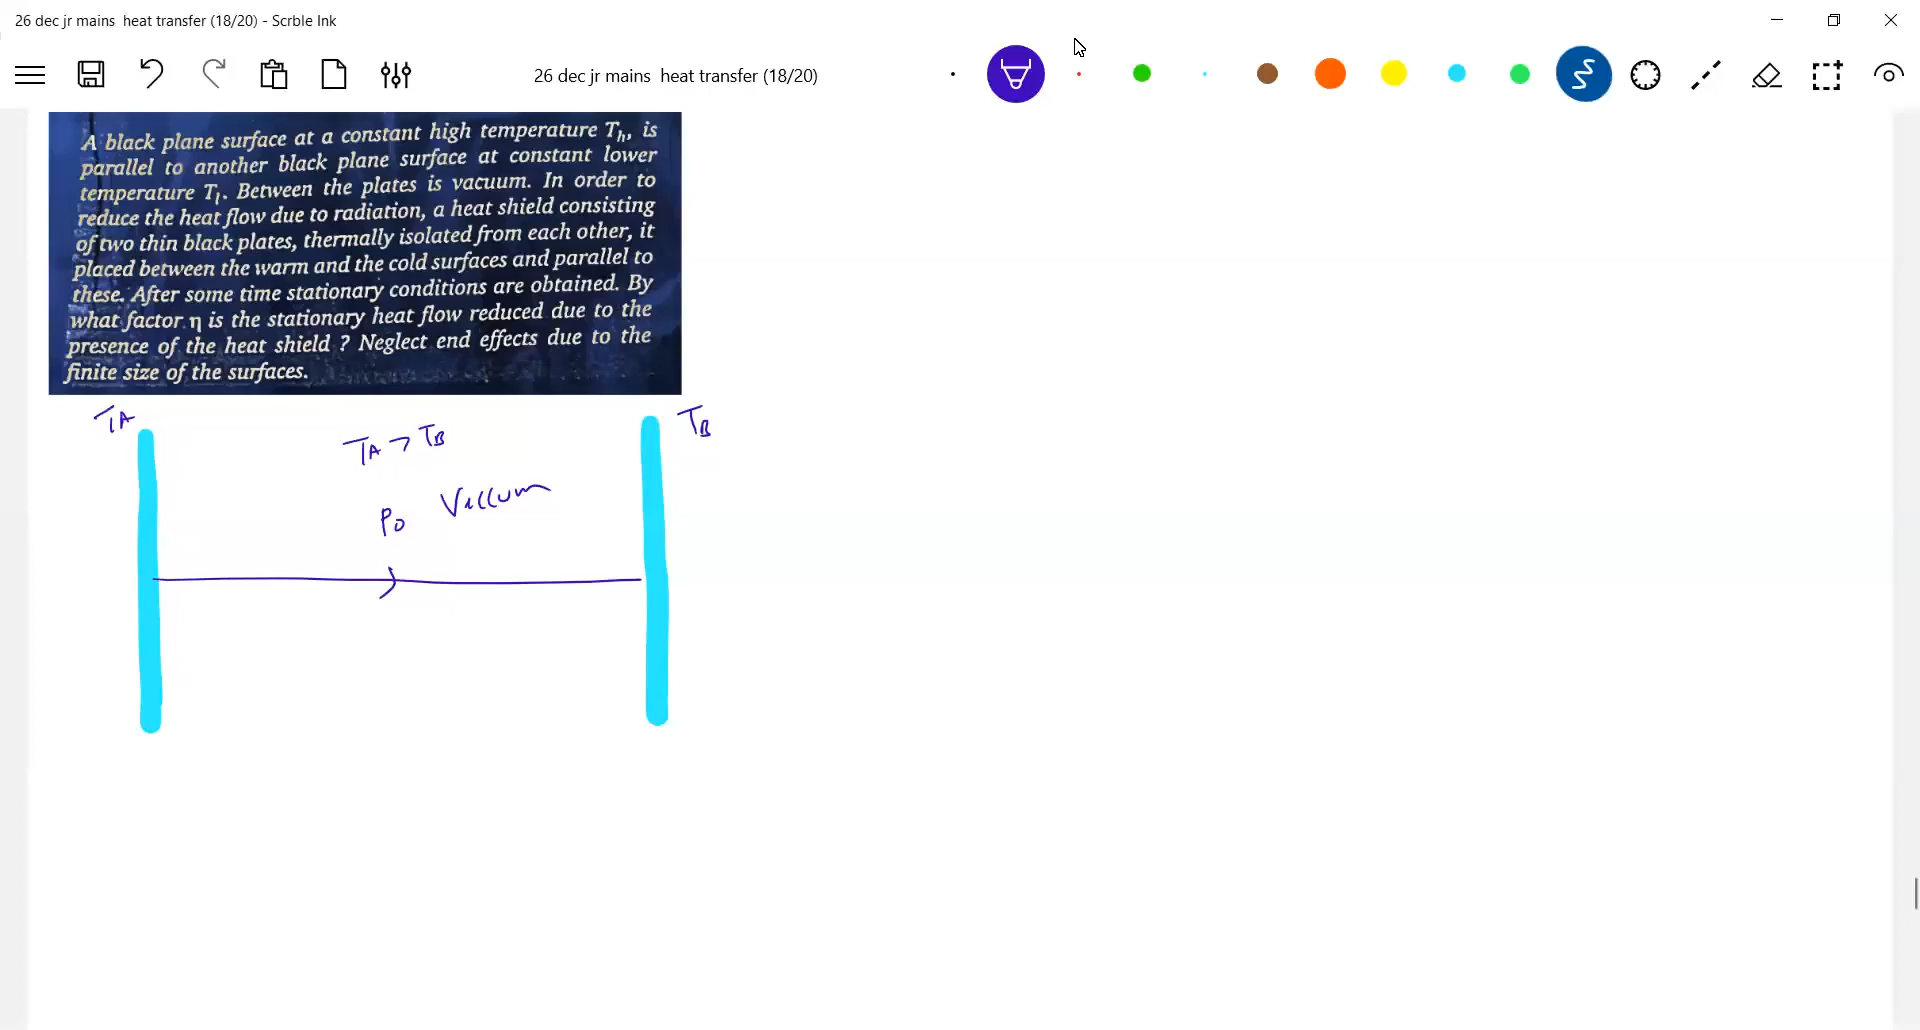 26 dec jr mains heat transfer (18/20) - Scrble Ink
26 dec jr mains heat transfer (18/20)
A black plane surface at a constant high temperature Tₕ, is
parallel to another black plane surface at constant lower
temperature Tₗ. Between the plates is vacuum. In order to
reduce the heat flow due to radiation, a heat shield consisting
of two thin black plates, thermally isolated from each other, it
placed between the warm and the cold surfaces and parallel to
these. After some time stationary conditions are obtained. By
what factor η is the stationary heat flow reduced due to the
presence of the heat shield ? Neglect end effects due to the
finite size of the surfaces.
TA
TB
TA > TB
P0 Vaccum